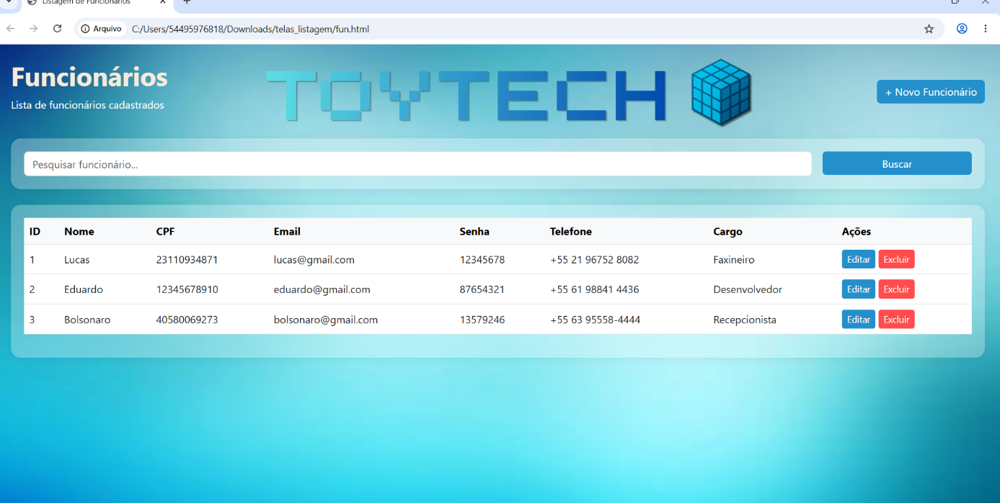 Listagem de Funcionários
Arquivo C:/Users/54495976818/Downloads/telas_listagem/fun.html
Funcionários
Lista de funcionários cadastrados
TOYTECH
+ Novo Funcionário
Pesquisar funcionário...
Buscar
ID Nome CPF Email Senha Telefone Cargo Ações
1 Lucas 23110934871 lucas@gmail.com 12345678 +55 21 96752 8082 Faxineiro Editar Excluir
2 Eduardo 12345678910 eduardo@gmail.com 87654321 +55 61 98841 4436 Desenvolvedor Editar Excluir
3 Bolsonaro 40580069273 bolsonaro@gmail.com 13579246 +55 63 95558-4444 Recepcionista Editar Excluir